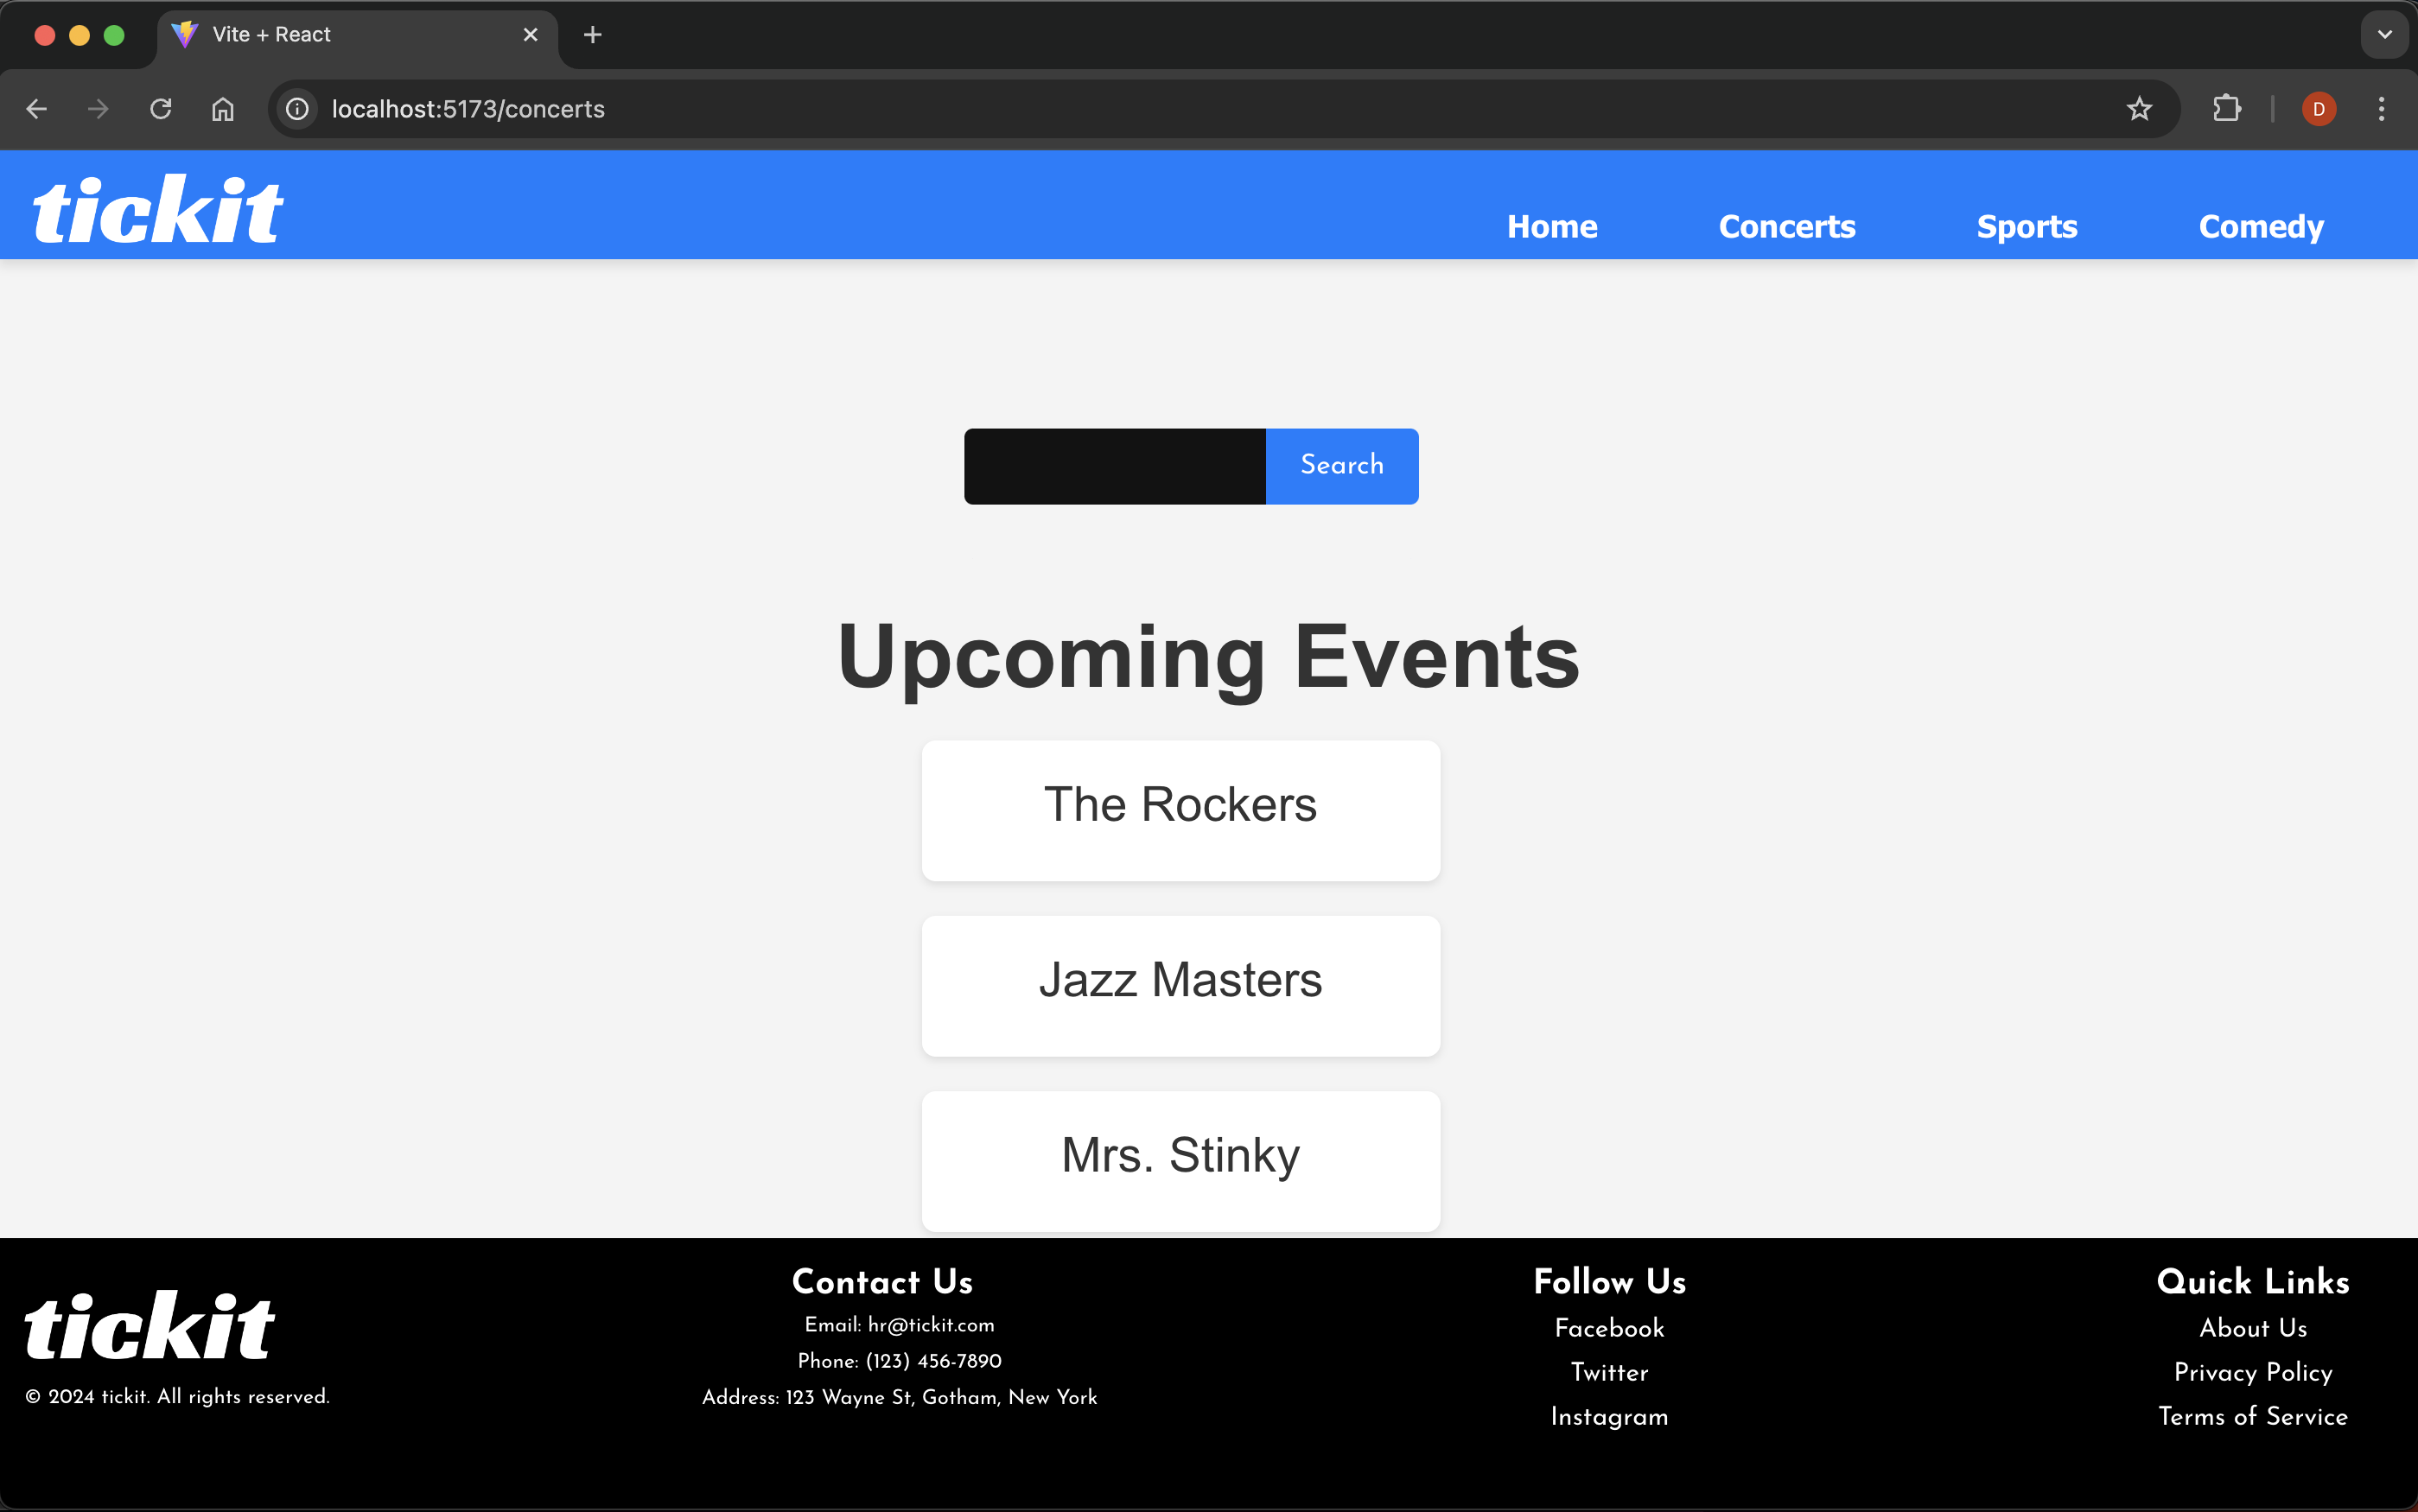 Vite + React
localhost:5173/concerts
D
tickit
Home Concerts Sports Comedy
Search
Upcoming Events
The Rockers
Jazz Masters
Mrs. Stinky
tickit
© 2024 tickit. All rights reserved.
Contact Us
Email: hr@tickit.com
Phone: (123) 456-7890
Address: 123 Wayne St, Gotham, New York
Follow Us
Facebook
Twitter
Instagram
Quick Links
About Us
Privacy Policy
Terms of Service